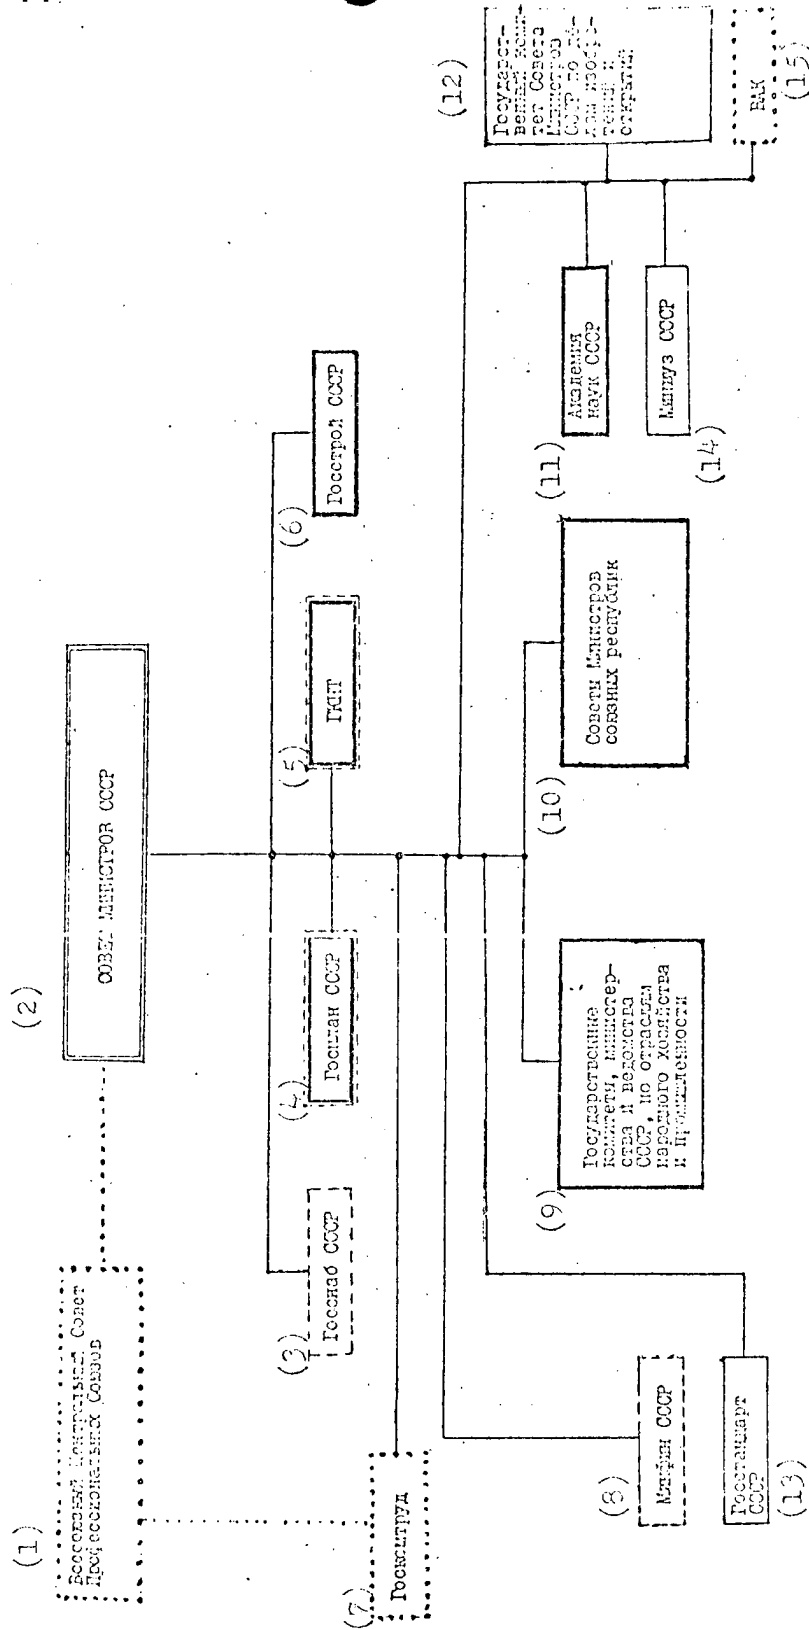 (1)
Всесоюзный Центральный Совет
Профессиональных Союзов
(2)
СОВЕТ МИНИСТРОВ СССР
(3)
Госснаб СССР
(4)
Госплан СССР
(5)
ГКНТ
(6)
Госстрой СССР
(7)
Госкомтруд
(8)
Минфин СССР
(13)
Госстандарт
СССР
(9)
Государственные
комитеты, министер-
ства и ведомства
СССР, по отраслям
народного хозяйства
и промышленности
(10)
Советы Министров
союзных республик
(11)
Академия
наук СССР
(14)
Минвуз СССР
(12)
Государст-
венный коми-
тет Совета
Министров
СССР по де-
лам изобре-
тений и
открытий
(15)
ВАК